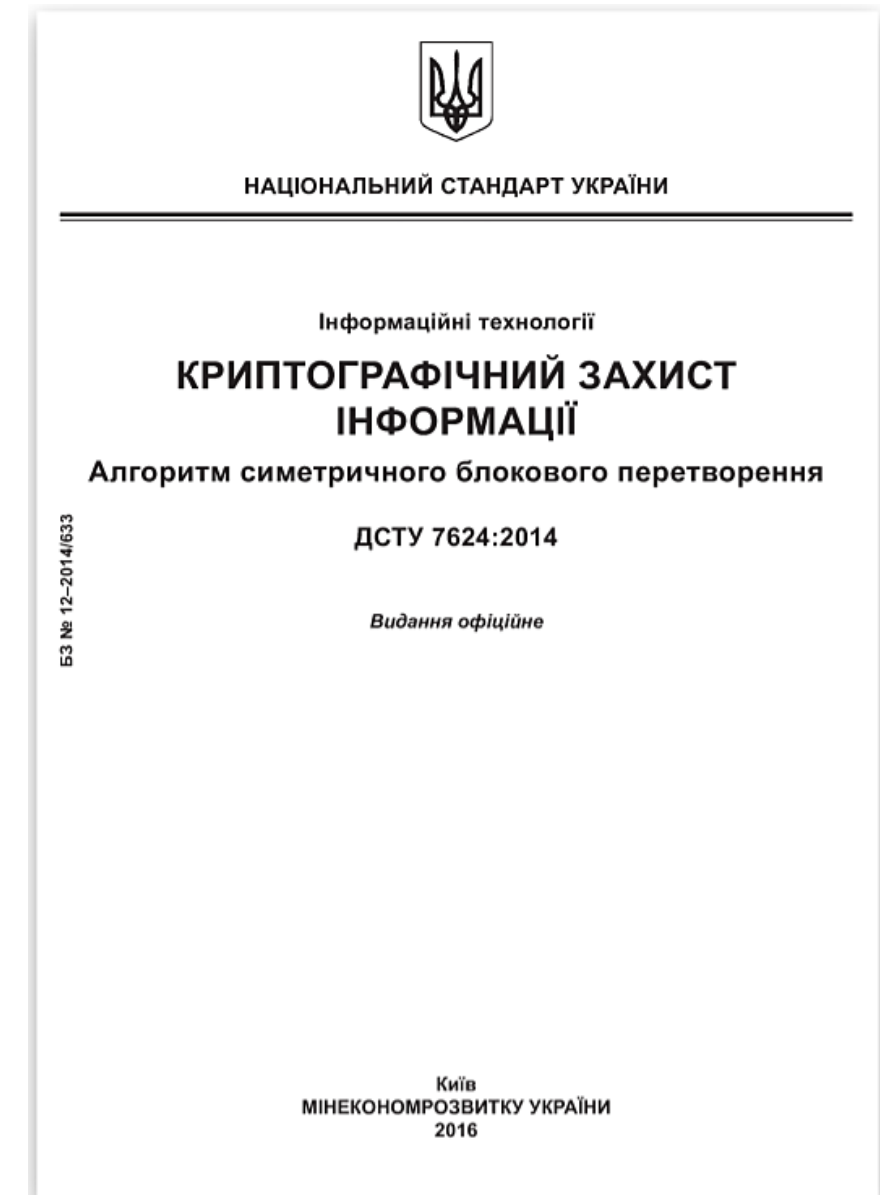 НАЦІОНАЛЬНИЙ СТАНДАРТ УКРАЇНИ
Інформаційні технології
КРИПТОГРАФІЧНИЙ ЗАХИСТ
ІНФОРМАЦІЇ
Алгоритм симетричного блокового перетворення
ДСТУ 7624:2014
БЗ № 12–2014/633
Видання офіційне
Київ
МІНЕКОНОМРОЗВИТКУ УКРАЇНИ
2016